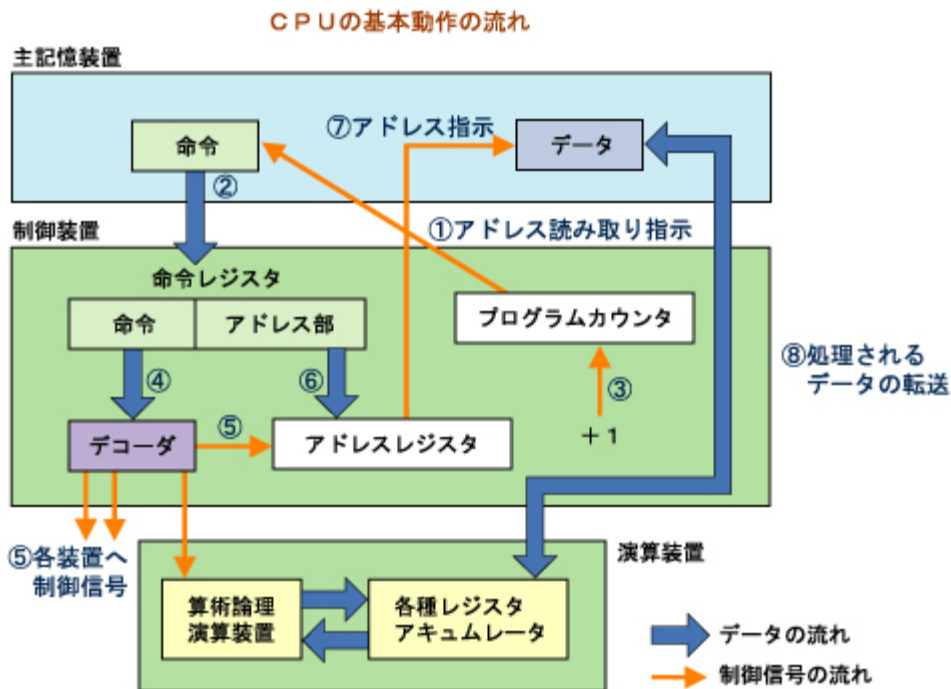 CPUの基本動作の流れ
主記憶装置
⑦アドレス指示
命令
データ
②
制御装置
①アドレス読み取り指示
命令レジスタ
命令
アドレス部
プログラムカウンタ
④
⑥
③
⑧処理される
データの転送
デコーダ
⑤
アドレスレジスタ
+1
⑤各装置へ
制御信号
演算装置
算術論理
演算装置
各種レジスタ
アキュムレータ
データの流れ
制御信号の流れ